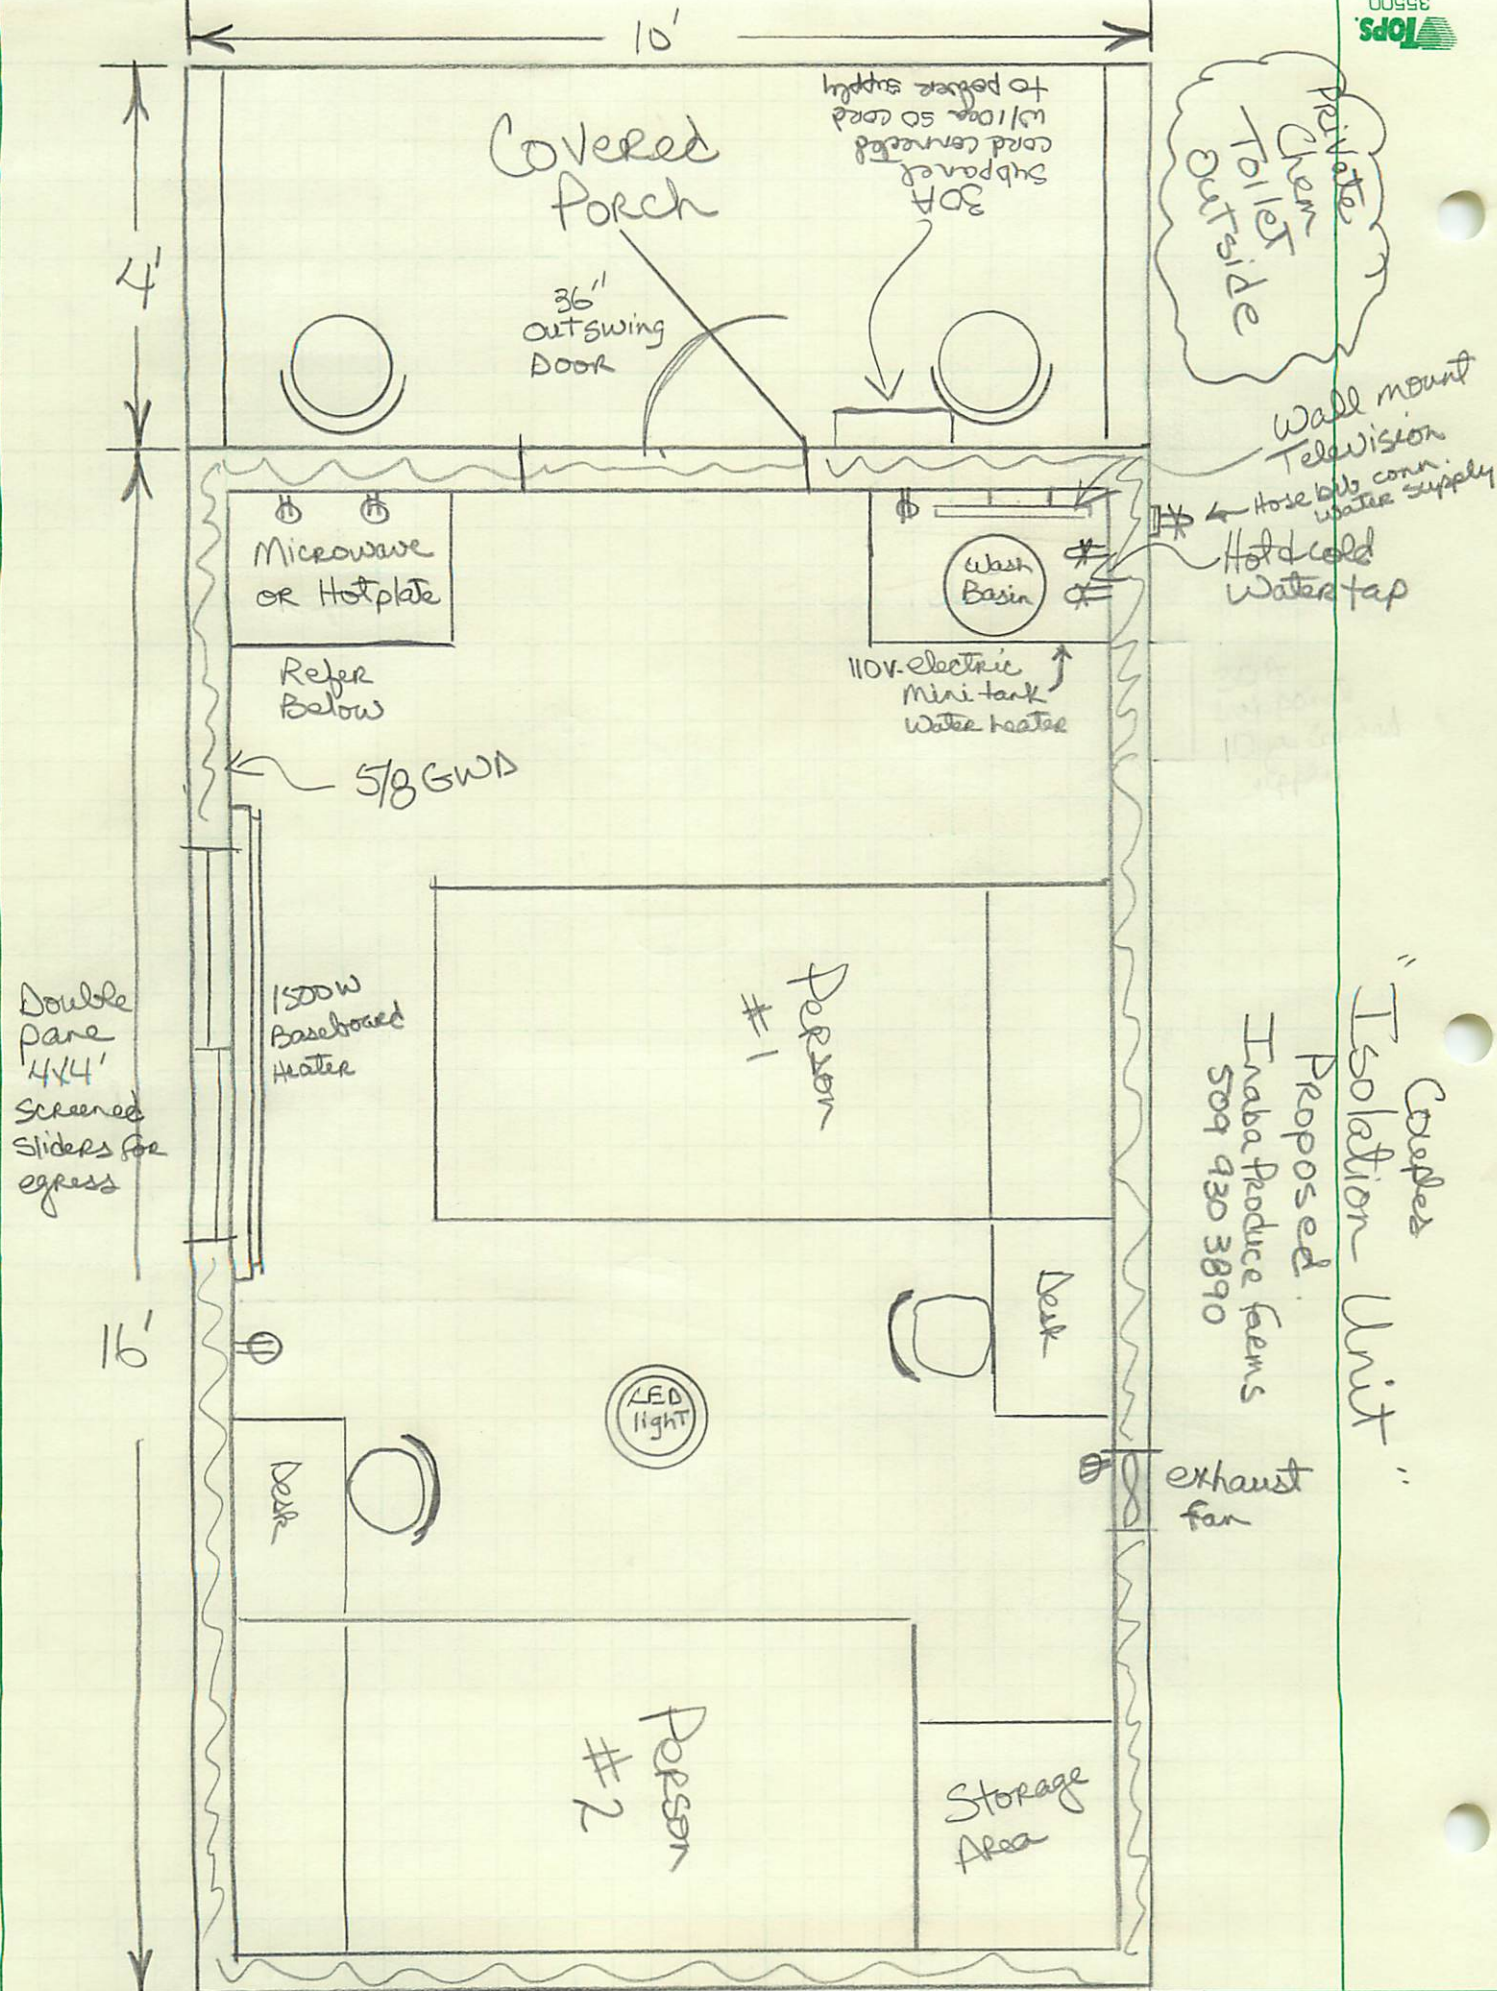 10'
TOPS
35500
Covered
Porch
30A
Subpanel
cord connected
w/10ga SO cord
to power supply
Private
Chem
Toilet
Outside
4'
36"
Outswing
Door
Wall mount
Television
Hose bib conn.
water supply
Hot & cold
Water tap
Microwave
or Hotplate
Wash
Basin
Refer
Below
110V. electric
Mini tank
Water heater
5/8 GWD
Double
pane
4x4'
screened
sliders for
egress
1500W
Baseboard
Heater
Person
#1
Couples
"Isolation Unit"
Proposed.
Inaba Produce Farms
509 930 3890
16'
Desk
LED
light
Desk
exhaust
fan
Person
#2
Storage
Area